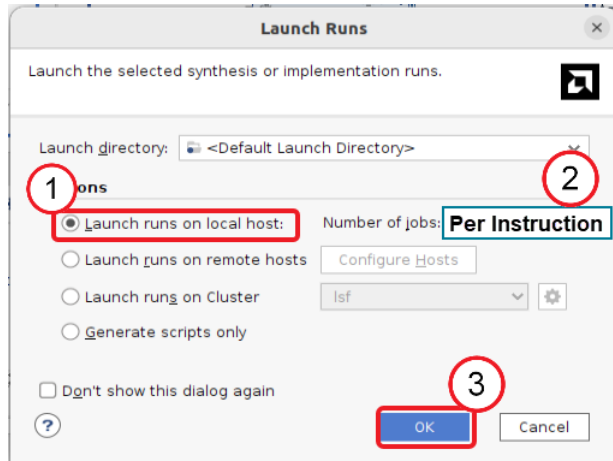 Launch Runs
Launch the selected synthesis or implementation runs.
Launch directory: <Default Launch Directory>
1 ons 2
Launch runs on local host: Number of jobs: Per Instruction
Launch runs on remote hosts Configure Hosts
Launch runs on Cluster lsf
Generate scripts only
Don't show this dialog again
3
? OK Cancel